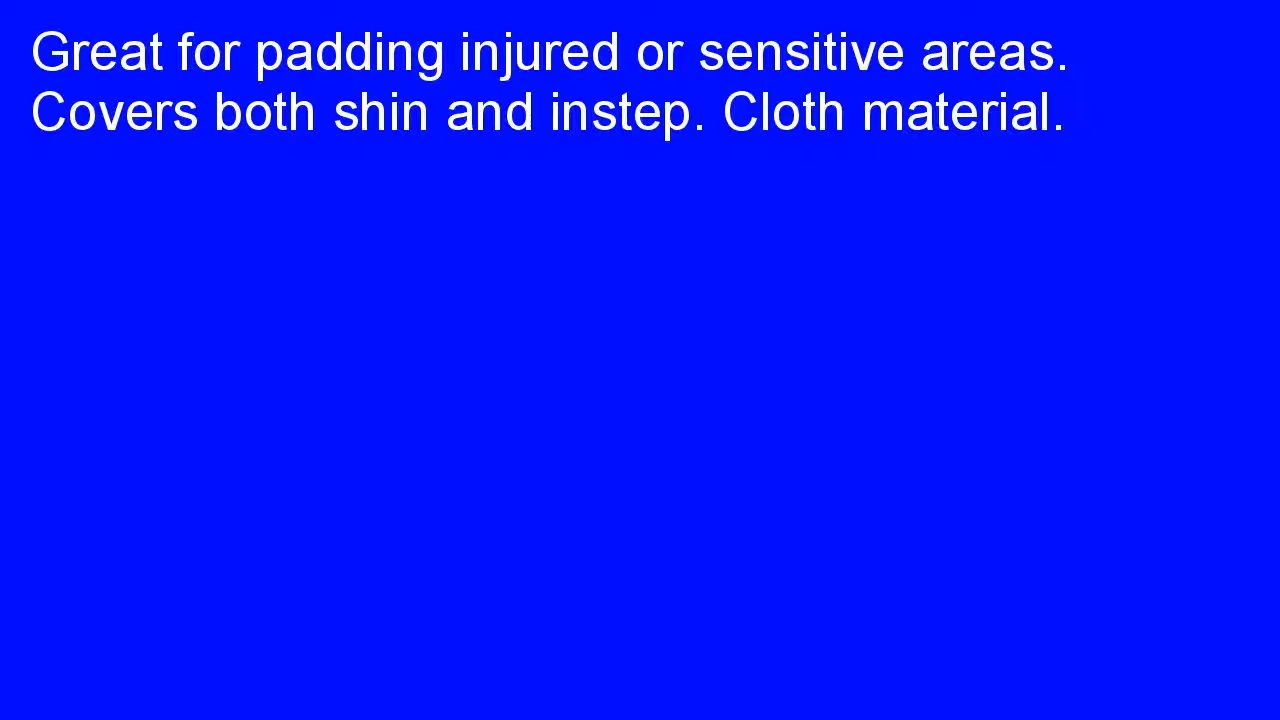 Great for padding injured or sensitive areas.
Covers both shin and instep. Cloth material.